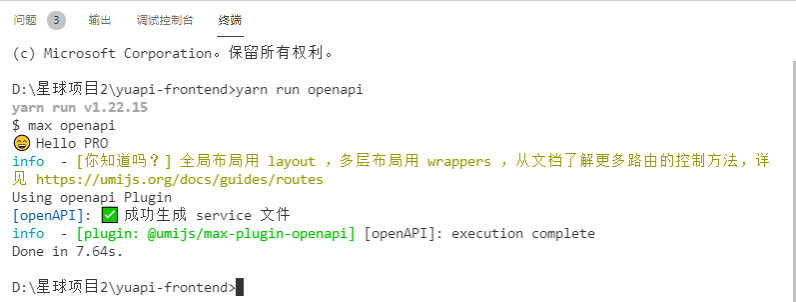 问题 3 输出 调试控制台 终端
(c) Microsoft Corporation。保留所有权利。
D:\星球项目2\yuapi-frontend>yarn run openapi
yarn run v1.22.15
$ max openapi
😄 Hello PRO
info  - [你知道吗？] 全局布局用 layout ，多层布局用 wrappers ，从文档了解更多路由的控制方法，详
见 https://umijs.org/docs/guides/routes
Using openapi Plugin
[openAPI]: ✅ 成功生成 service 文件
info  - [plugin: @umijs/max-plugin-openapi] [openAPI]: execution complete
Done in 7.64s.
D:\星球项目2\yuapi-frontend>